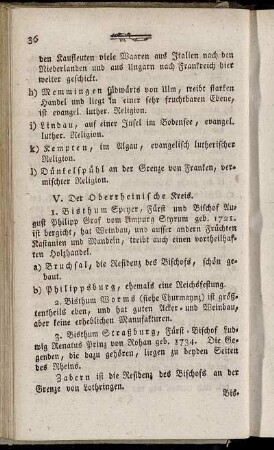 36
den Kaufleuten viele Waaren aus Italien nach den
Niederlanden und aus Ungarn nach Frankreich hier
weiter geschickt.
h) Memmingen südwärts von Ulm, treibt starken
Handel und liegt in einer sehr fruchtbaren Ebene,
ist evangel. luther. Religion.
i) Lindau, auf einer Insel im Bodensee, evangel.
luther. Religion.
k) Kempten, im Algau, evangelisch lutherischer
Religion.
l) Dünkelspühl an der Grenze von Franken, ver-
mischter Religion.
V. Der Oberrheinische Kreis.
1. Bisthum Speyer, Fürst und Bischof Au-
gust Philipp Graf von Limpurg Styrum geb. 1721.
ist bergicht, hat Weinbau, und ausser andern Früchten
Kastanien und Mandeln, treibt auch einen vortheilhaf-
ten Holzhandel.
a) Bruchsal, die Residenz des Bischofs, schön ge-
baut.
b) Philippsburg, ehemals eine Reichsfestung.
2. Bisthum Worms (siehe Churmaynz) ist größ-
tentheils eben, und hat guten Acker- und Weinbau,
aber keine erheblichen Manufakturen.
3. Bisthum Straßburg, Fürst-Bischof Lud-
wig Renatus Prinz von Rohan geb. 1734. Die Ge-
genden, die dazu gehören, liegen zu beyden Seiten
des Rheins.
Zabern ist die Residenz des Bischofs an der
Grenze von Lothringen.
Bis-